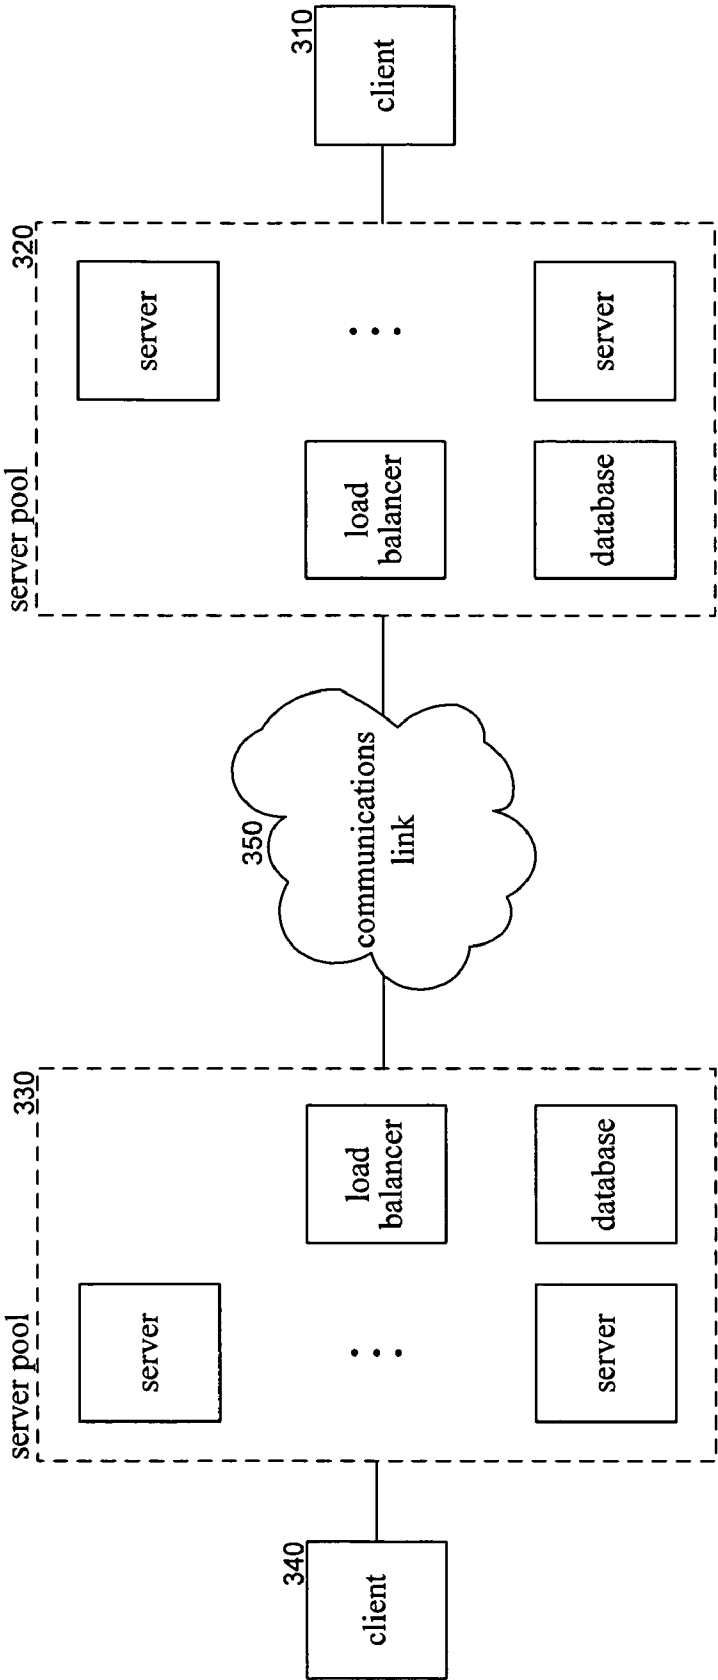 340
client
server pool
330
server
...
server
load
balancer
database
350
communications
link
server pool
320
load
balancer
database
server
...
server
310
client